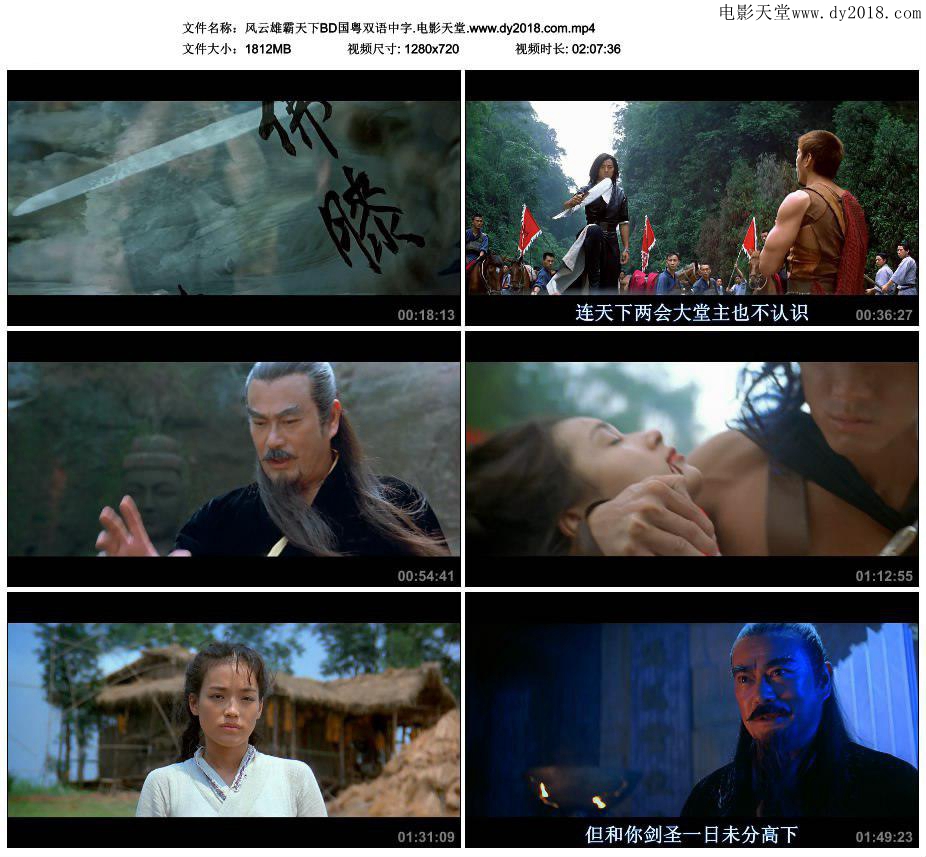 电影天堂www.dy2018.com
文件名称: 风云雄霸天下BD国粤双语中字.电影天堂.www.dy2018.com.mp4
文件大小: 1812MB 视频尺寸: 1280x720 视频时长: 02:07:36
佛
膝
00:18:13
连天下两会大堂主也不认识
00:36:27
00:54:41
01:12:55
01:31:09
但和你剑圣一日未分高下
01:49:23